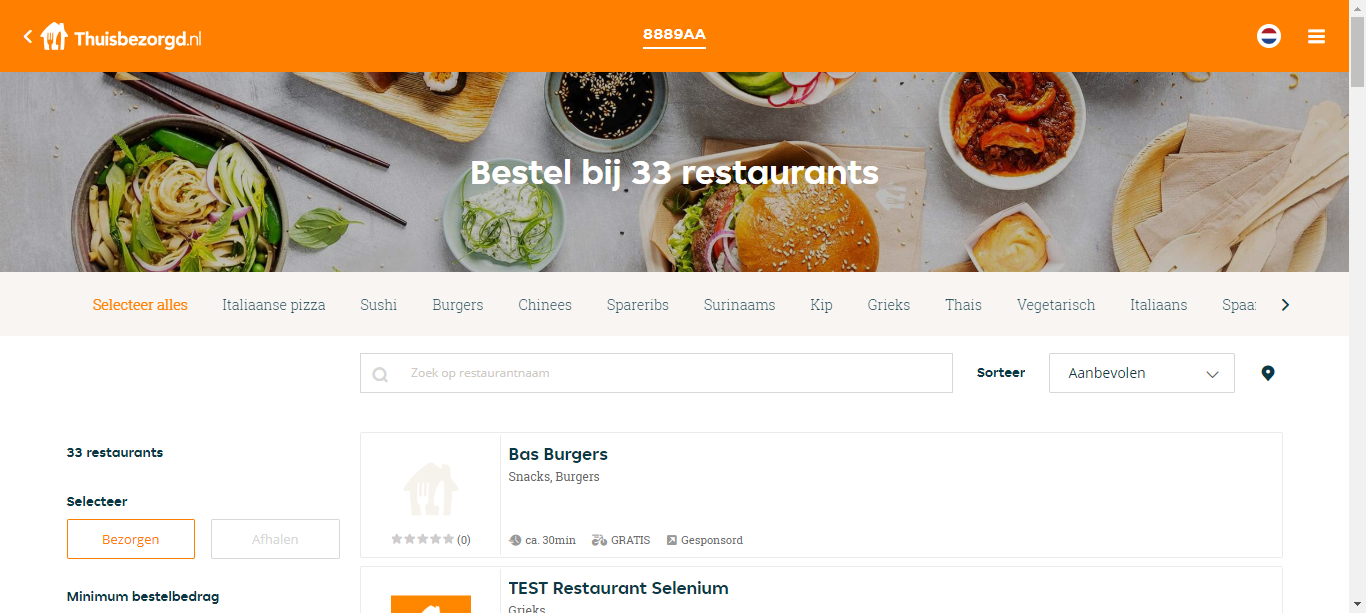 Thuisbezorgd.nl
8889AA
Bestel bij 33 restaurants
Selecteer alles Italiaanse pizza Sushi Burgers Chinees Spareribs Surinaams Kip Grieks Thais Vegetarisch Italiaans Spaa
Zoek op restaurantnaam Sorteer Aanbevolen
33 restaurants
Selecteer
Bezorgen Afhalen
Minimum bestelbedrag
Bas Burgers
Snacks, Burgers
(0) ca. 30min GRATIS Gesponsord
TEST Restaurant Selenium
Grieks